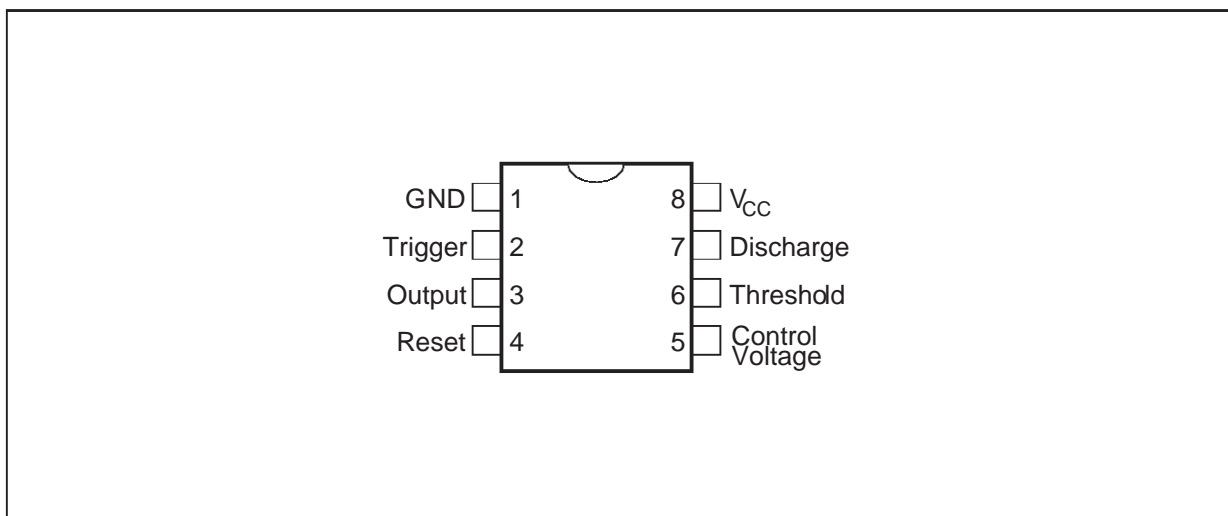 GND 1 8 VCC
Trigger 2 7 Discharge
Output 3 6 Threshold
Reset 4 5 Control
Voltage